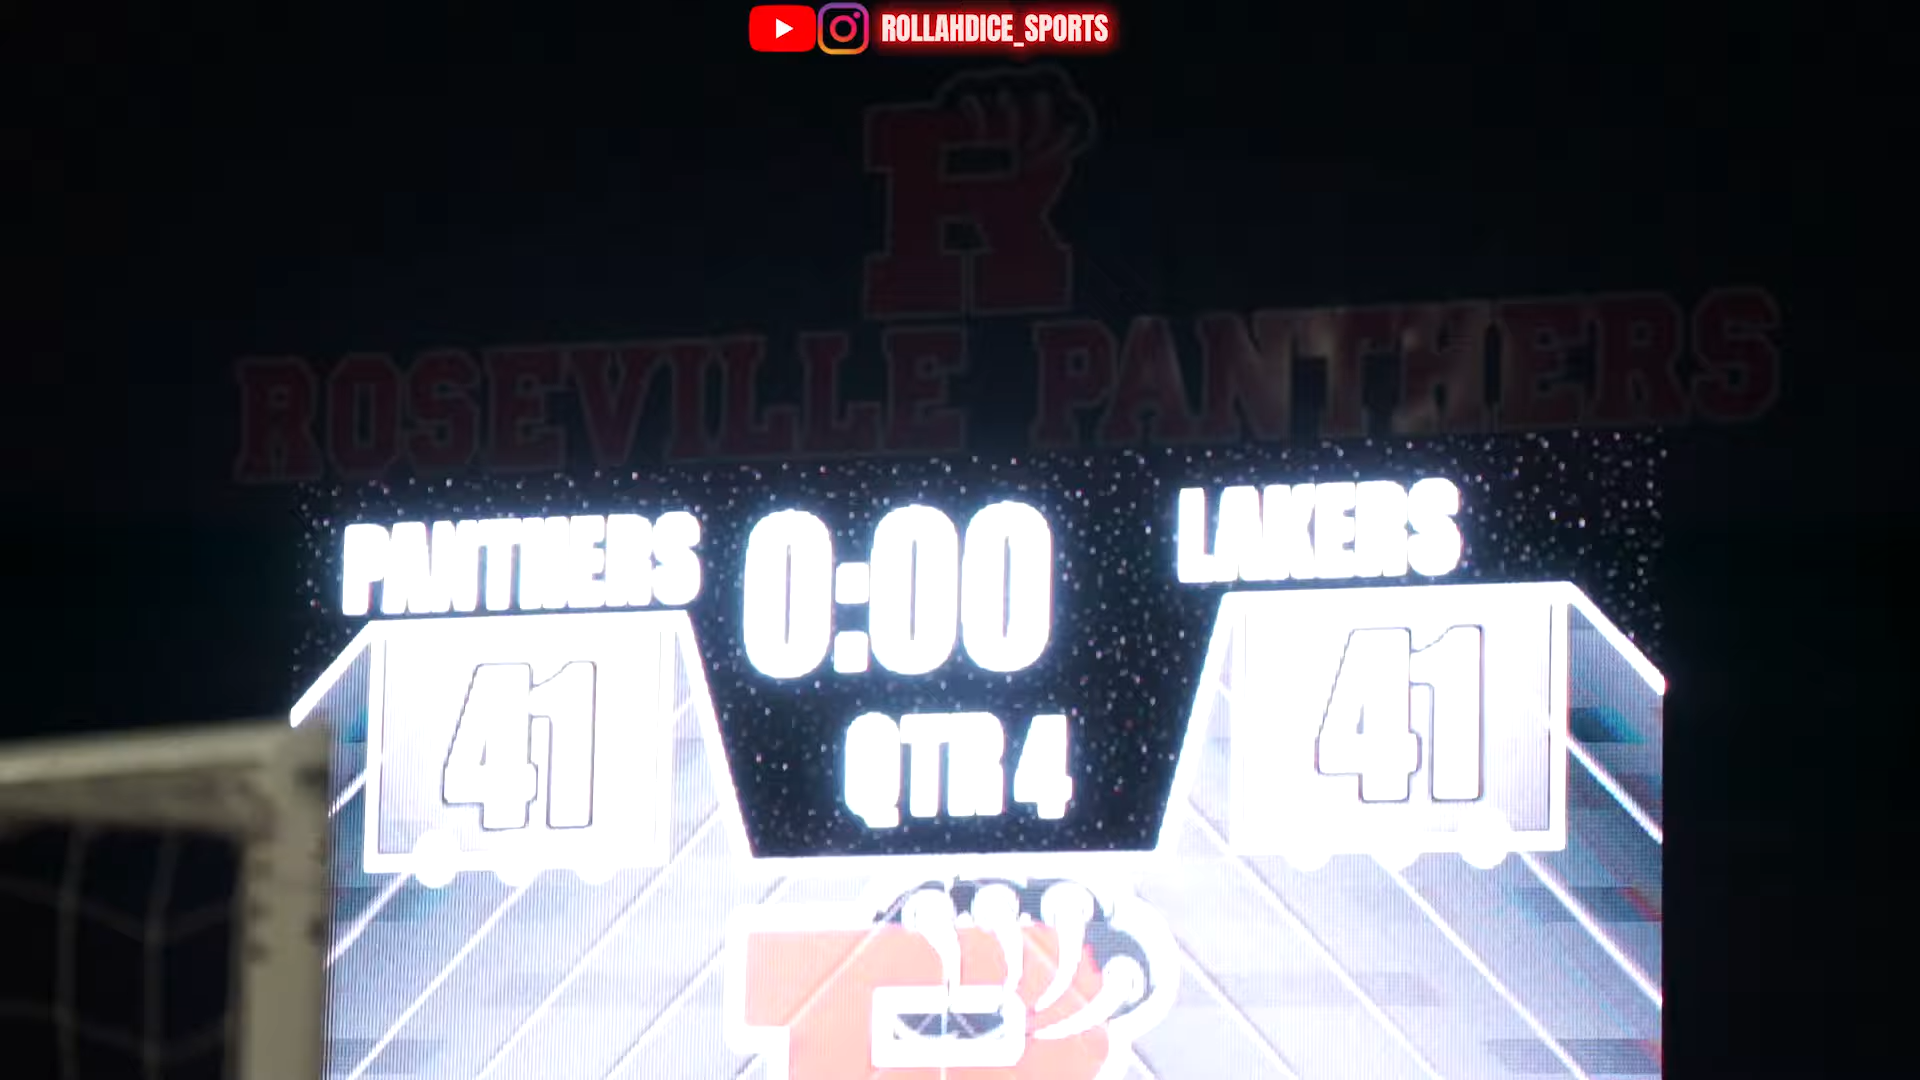 ROLLAHDICE_SPORTS
R
ROSEVILLE PANTHERS
PANTHERS 0:00 LAKERS
41 QTR 4 41